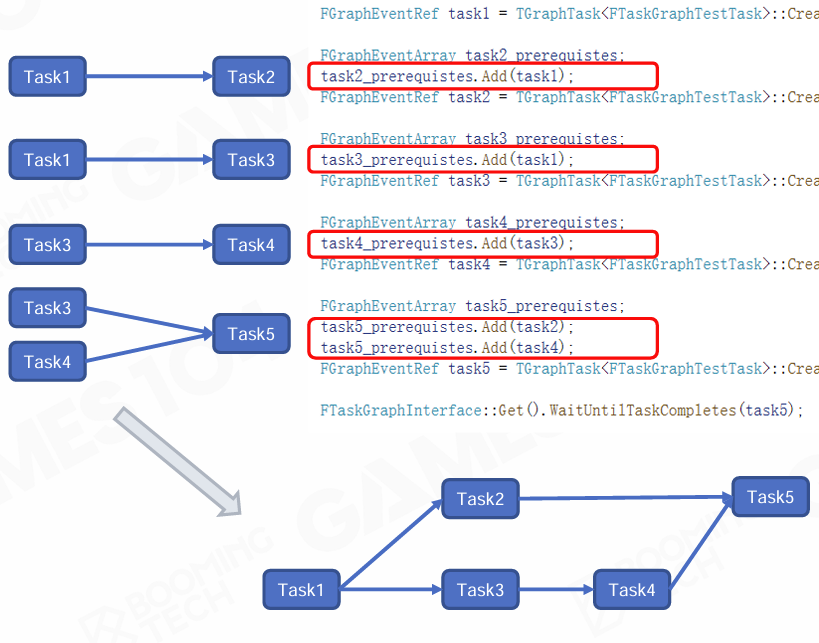 FGraphEventRef task1 = TGraphTask<FTaskGraphTestTask>::Crea
FGraphEventArray task2_prerequistes;
task2_prerequistes.Add(task1);
FGraphEventRef task2 = TGraphTask<FTaskGraphTestTask>::Crea
Task1
Task2
FGraphEventArray task3_prerequistes;
task3_prerequistes.Add(task1);
FGraphEventRef task3 = TGraphTask<FTaskGraphTestTask>::Crea
Task1
Task3
FGraphEventArray task4_prerequistes;
task4_prerequistes.Add(task3);
FGraphEventRef task4 = TGraphTask<FTaskGraphTestTask>::Crea
Task3
Task4
FGraphEventArray task5_prerequistes;
task5_prerequistes.Add(task2);
task5_prerequistes.Add(task4);
FGraphEventRef task5 = TGraphTask<FTaskGraphTestTask>::Crea
Task3
Task4
Task5
FTaskGraphInterface::Get().WaitUntilTaskCompletes(task5);
Task2
Task5
Task1
Task3
Task4
BOOMING
TECH